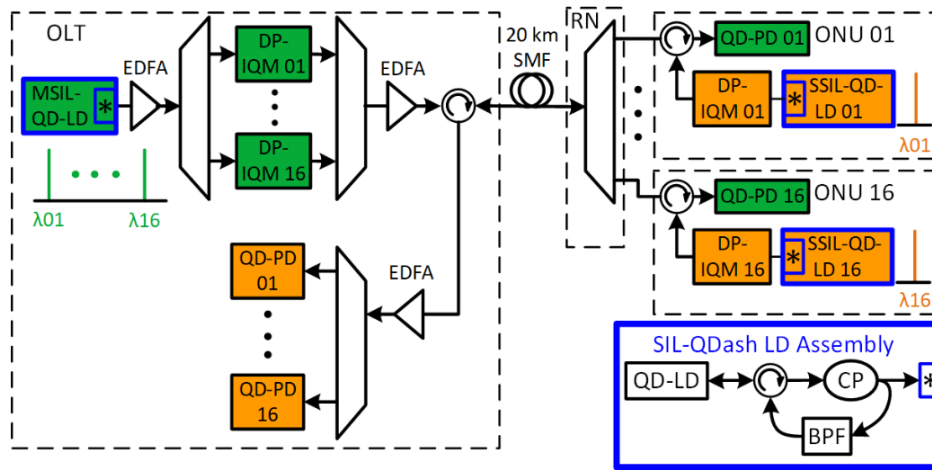 OLT
EDFA
MSIL-
QD-LD
*
λ01
λ16
DP-
IQM 01
DP-
IQM 16
EDFA
QD-PD
01
QD-PD
16
EDFA
20 km
SMF
RN
QD-PD 01
ONU 01
DP-
IQM 01
*
SSIL-QD-
LD 01
λ01
QD-PD 16
ONU 16
DP-
IQM 16
*
SSIL-QD-
LD 16
λ16
SIL-QDash LD Assembly
QD-LD
CP
*
BPF